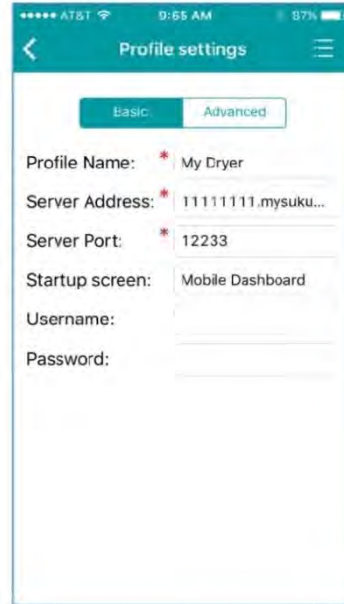 AT&T 9:65 AM 87%
Profile settings
Basic Advanced
Profile Name: * My Dryer
Server Address: * 11111111.mysuku...
Server Port: * 12233
Startup screen: Mobile Dashboard
Username:
Password: